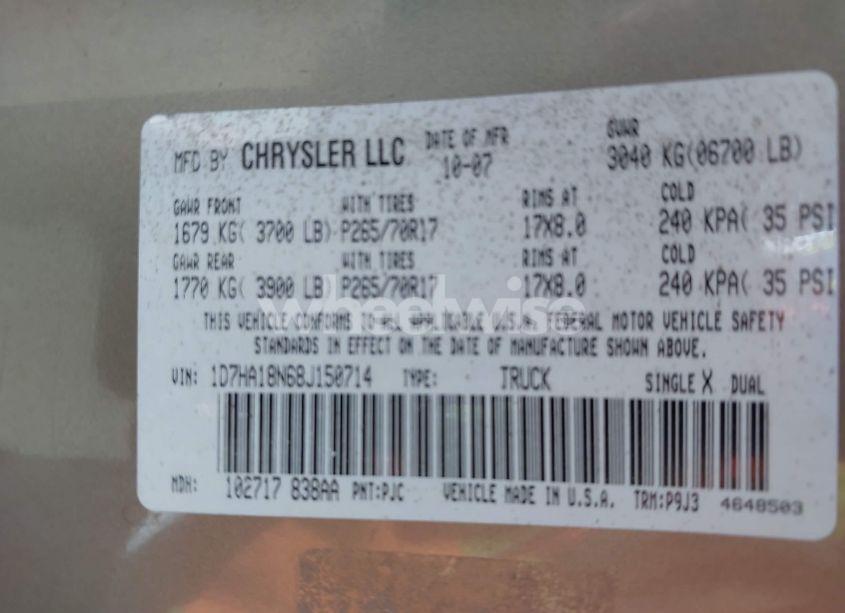 MFD BY CHRYSLER LLC DATE OF MFR GVWR
10-07 3040 KG(06700 LB)
GAWR FRONT WITH TIRES RIMS AT COLD
1679 KG( 3700 LB) P265/70R17 17X8.0 240 KPA( 35 PSI
GAWR REAR WITH TIRES RIMS AT COLD
1770 KG( 3900 LB) P265/70R17 17X8.0 240 KPA( 35 PSI
wheelwise
THIS VEHICLE CONFORMS TO ALL APPLICABLE U.S.A. FEDERAL MOTOR VEHICLE SAFETY
STANDARDS IN EFFECT ON THE DATE OF MANUFACTURE SHOWN ABOVE.
VIN: 1D7HA18N68J150714 TYPE: TRUCK SINGLE X DUAL
MDH: 102717 838AA PNT:PJC VEHICLE MADE IN U.S.A. TRM:P9J3 4648503